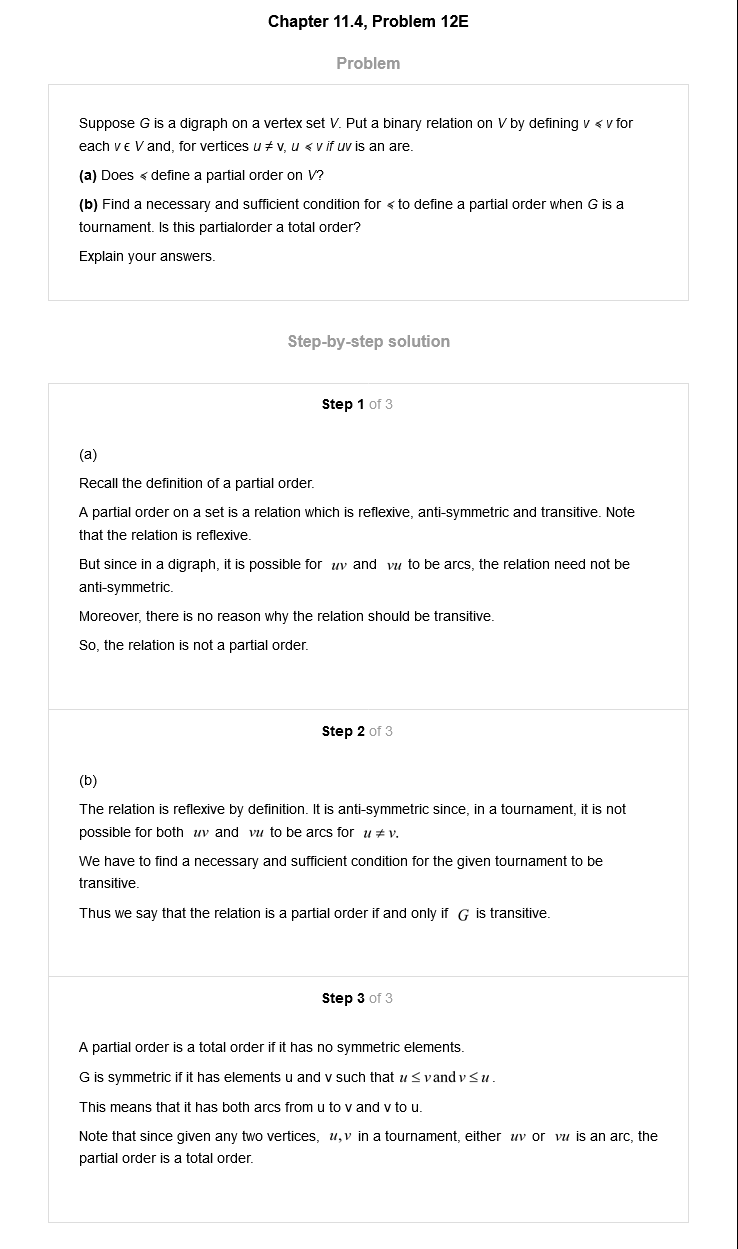 Chapter 11.4, Problem 12E
Problem
Suppose G is a digraph on a vertex set V. Put a binary relation on V by defining v ≼ v for
each v ϵ V and, for vertices u ≠ v, u ≼ v if uv is an are.
(a) Does ≼ define a partial order on V?
(b) Find a necessary and sufficient condition for ≼ to define a partial order when G is a
tournament. Is this partialorder a total order?
Explain your answers.
Step-by-step solution
Step 1 of 3
(a)
Recall the definition of a partial order.
A partial order on a set is a relation which is reflexive, anti-symmetric and transitive. Note
that the relation is reflexive.
But since in a digraph, it is possible for uv and vu to be arcs, the relation need not be
anti-symmetric.
Moreover, there is no reason why the relation should be transitive.
So, the relation is not a partial order.
Step 2 of 3
(b)
The relation is reflexive by definition. It is anti-symmetric since, in a tournament, it is not
possible for both uv and vu to be arcs for u ≠ v.
We have to find a necessary and sufficient condition for the given tournament to be
transitive.
Thus we say that the relation is a partial order if and only if G is transitive.
Step 3 of 3
A partial order is a total order if it has no symmetric elements.
G is symmetric if it has elements u and v such that u ≤ v and v ≤ u.
This means that it has both arcs from u to v and v to u.
Note that since given any two vertices, u, v in a tournament, either uv or vu is an arc, the
partial order is a total order.